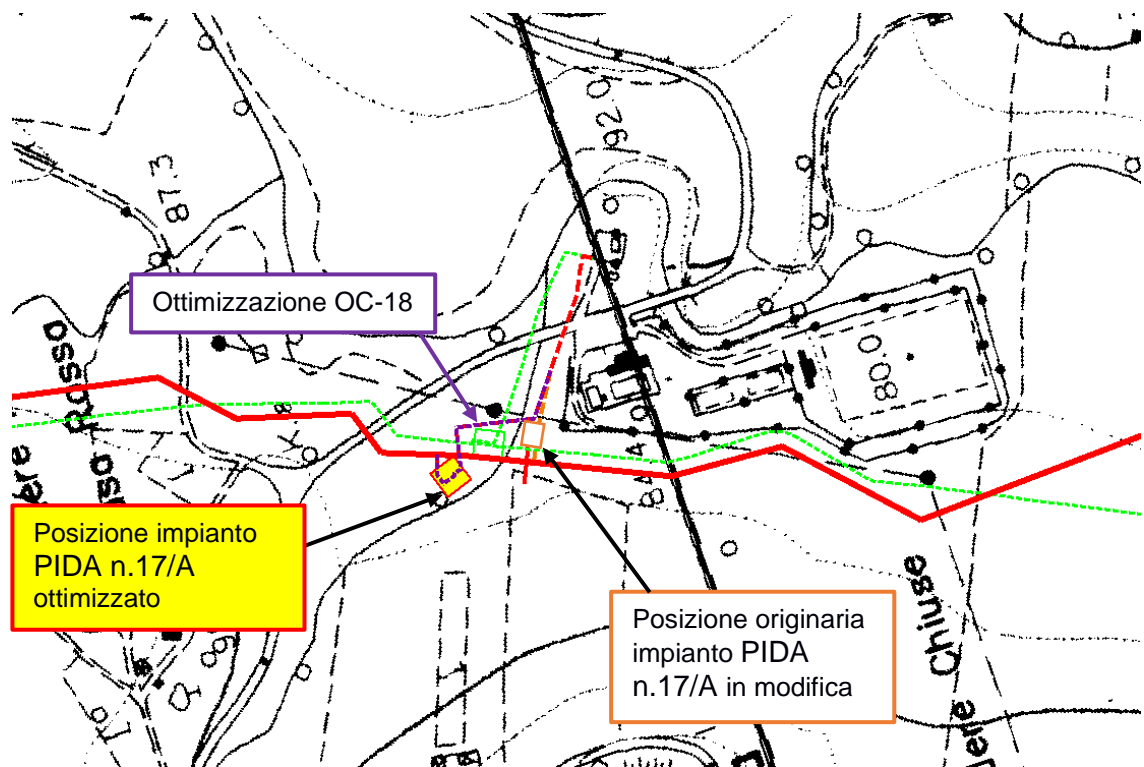 92.0
87.3
Ottimizzazione OC-18
Rosso
80.0
Posizione impianto
PIDA n.17/A
ottimizzato
Chiuse
Posizione originaria
impianto PIDA
n.17/A in modifica